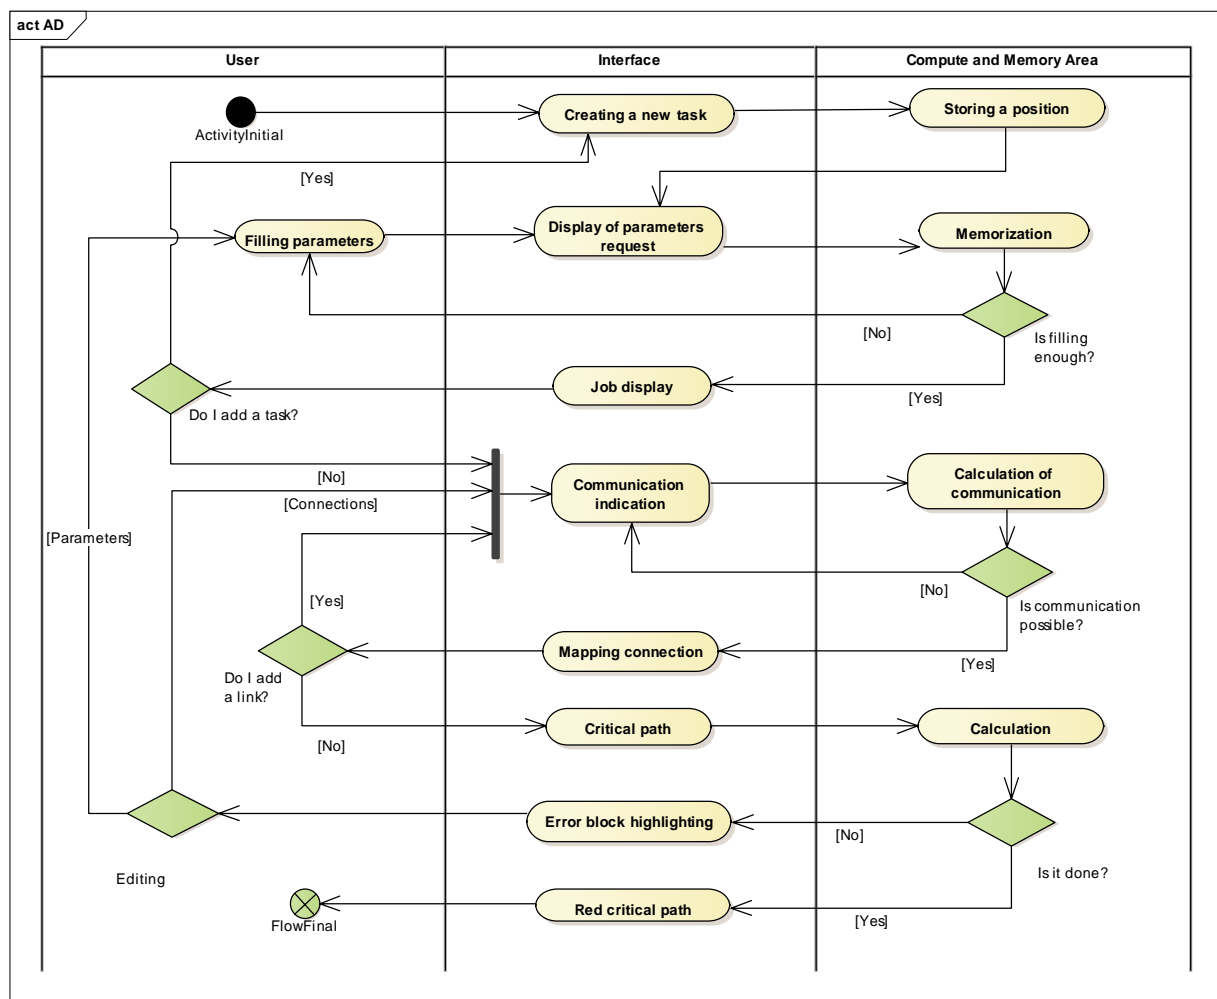 act AD
User
Interface
Compute and Memory Area
ActivityInitial
Creating a new task
Storing a position
[Yes]
Filling parameters
Display of parameters
request
Memorization
[No]
Is filling
enough?
Job display
[Yes]
Do I add a task?
[No]
[Connections]
Communication
indication
Calculation of
communication
[Parameters]
[No]
[Yes]
Is communication
possible?
Mapping connection
[Yes]
Do I add
a link?
[No]
Critical path
Calculation
Error block highlighting
[No]
Editing
Is it done?
Red critical path
[Yes]
FlowFinal